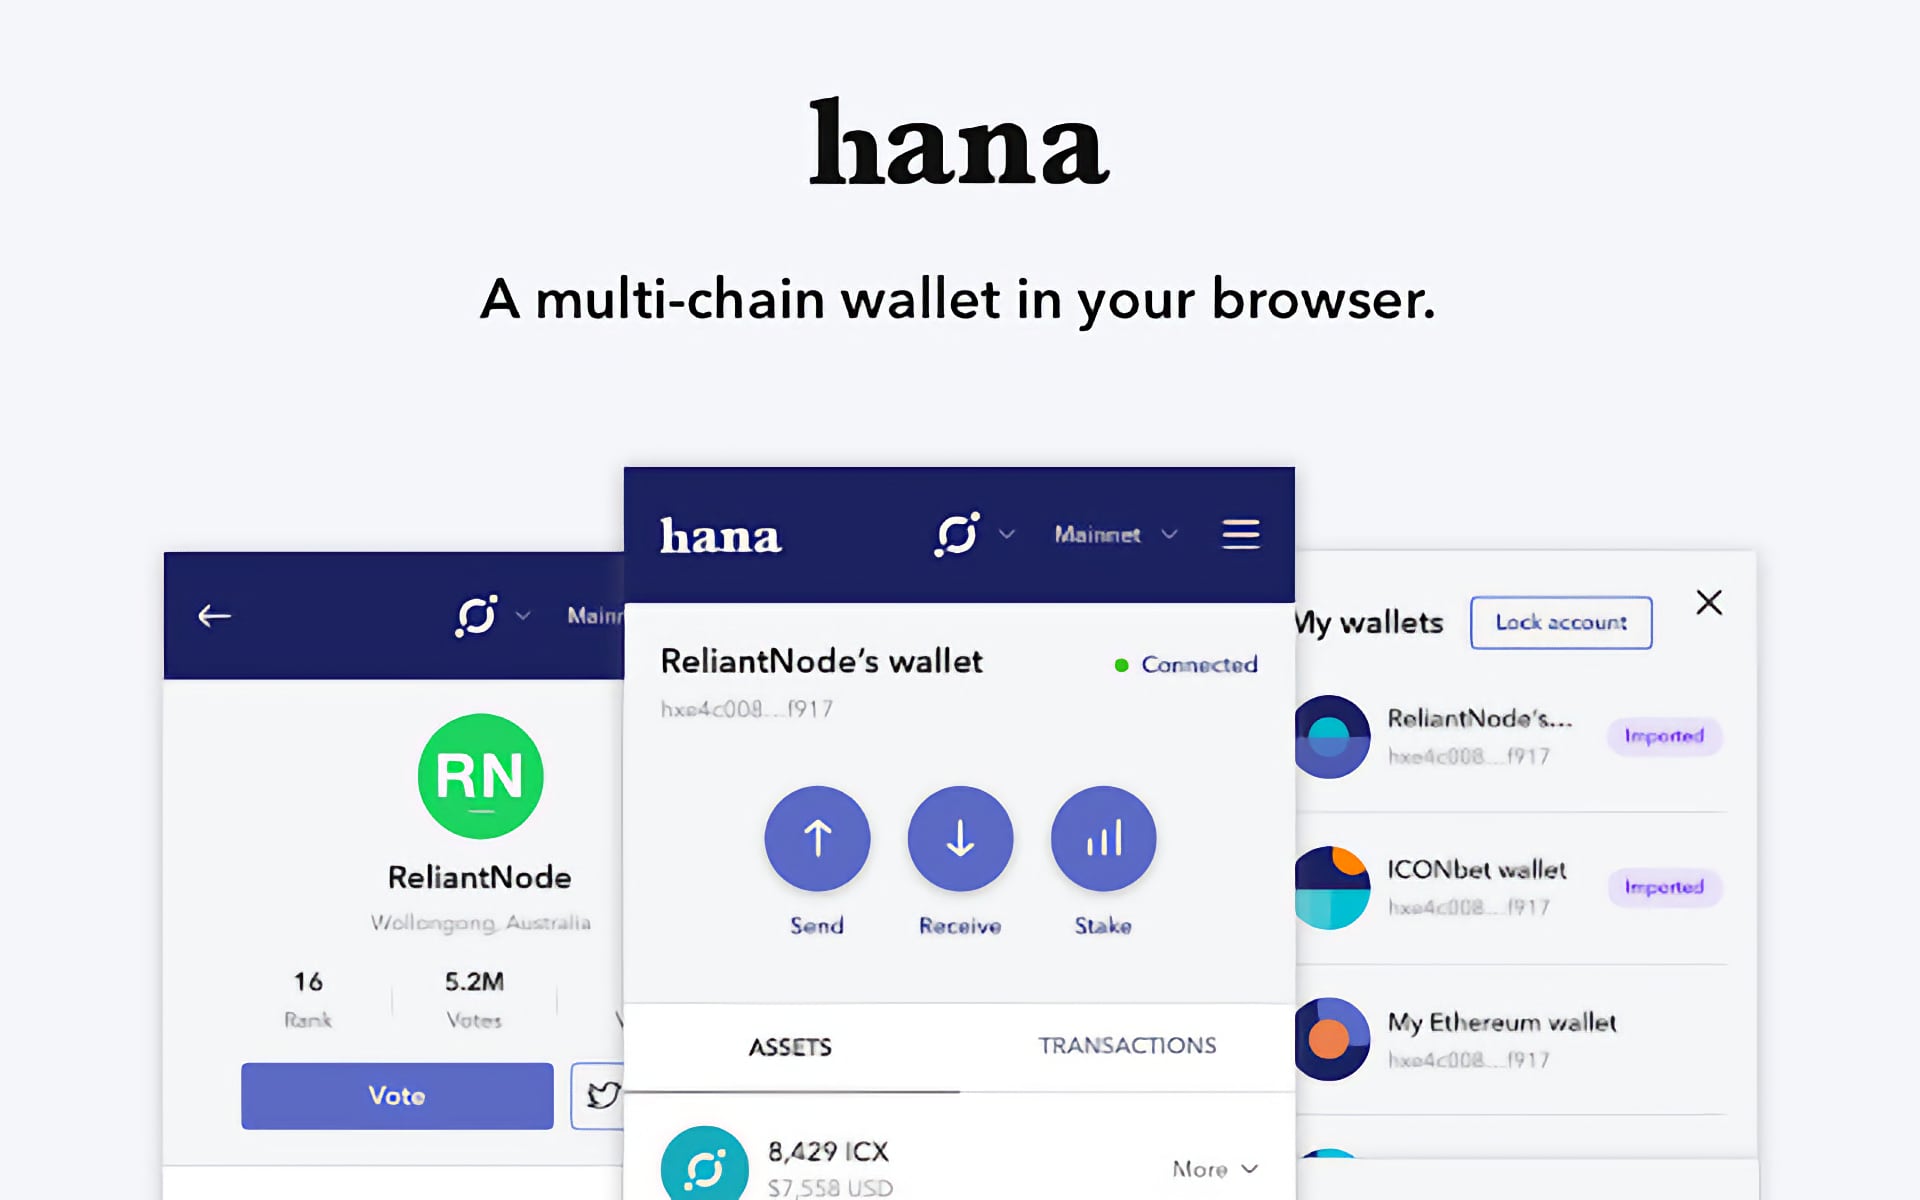 hana
A multi-chain wallet in your browser.
RN
ReliantNode
Wollongong, Australia
16
Rank
5.2M
Votes
Vote
hana
Mainnet
ReliantNode's wallet
Connected
hxe4c008...f917
Send
Receive
Stake
ASSETS
TRANSACTIONS
8,429 ICX
$7,558 USD
More
My wallets
Lock account
ReliantNode's...
hxe4c008...f917
Imported
ICONbet wallet
hxe4c008...f917
Imported
My Ethereum wallet
hxe4c008...f917